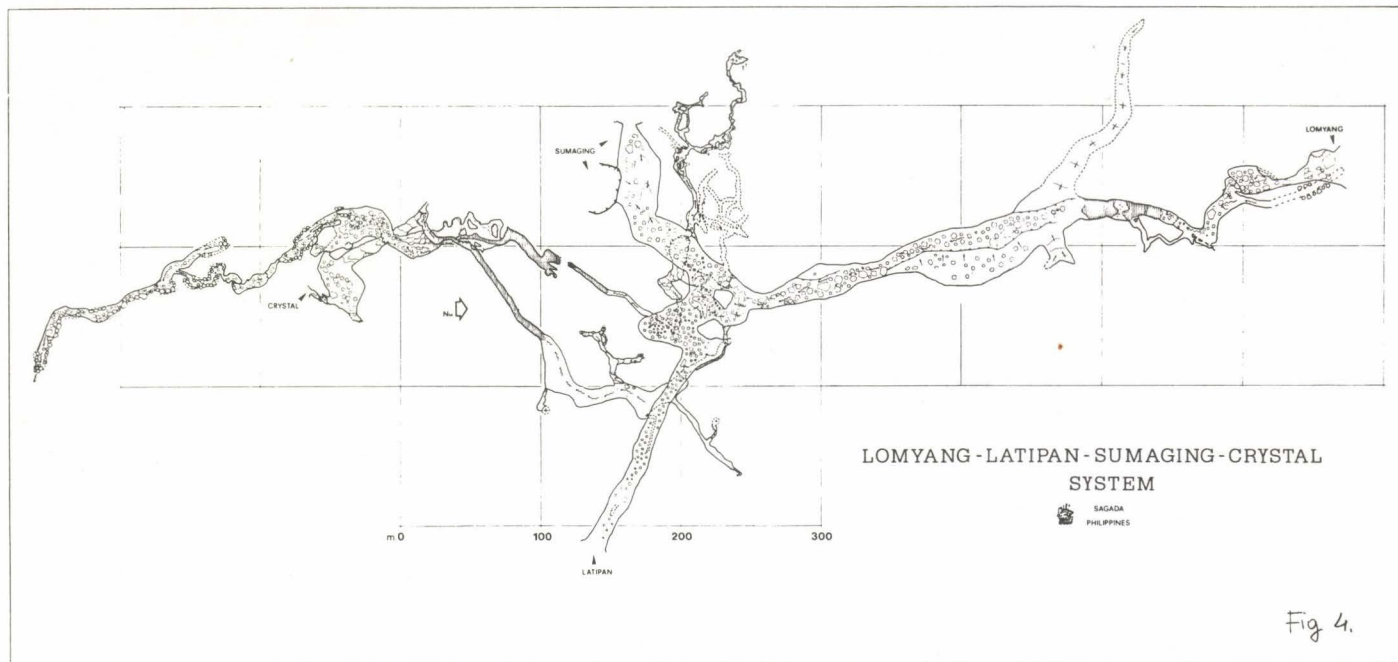 LOMYANG
SUMAGING
CRYSTAL
LOMYANG-LATIPAN-SUMAGING-CRYSTAL
SYSTEM
SAGADA
PHILIPPINES
m 0 100 200 300
LATIPAN
Fig 4.